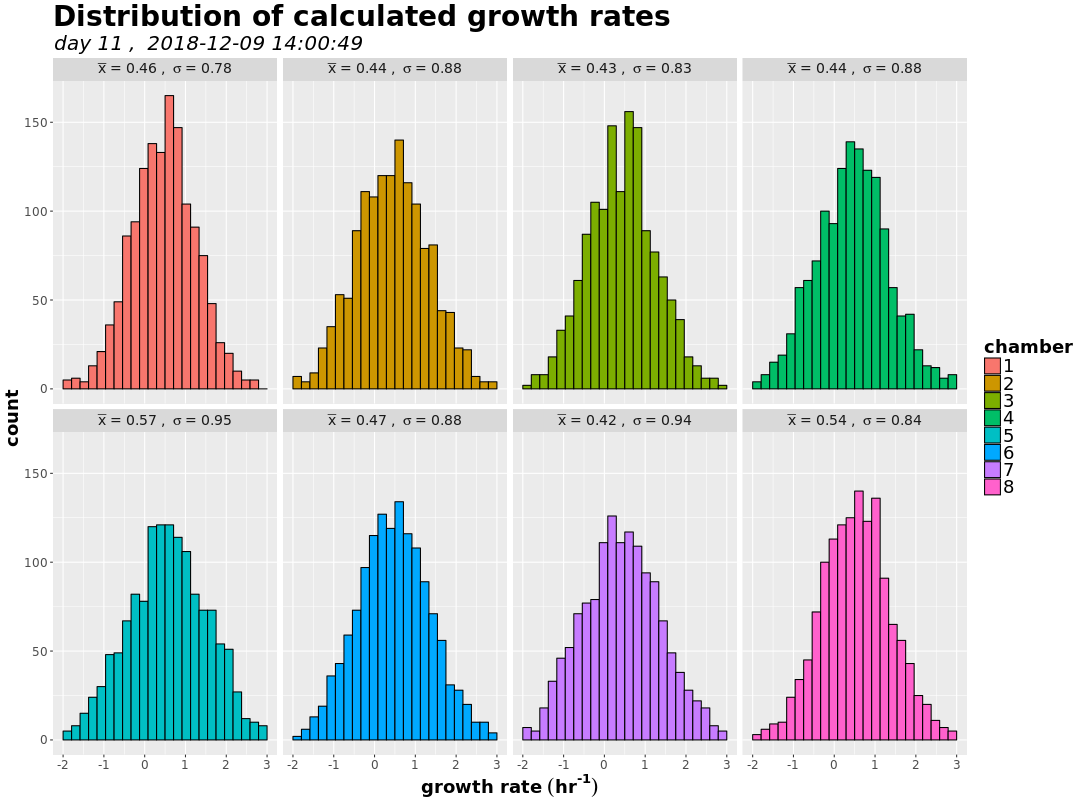 Distribution of calculated growth rates
day 11 ,  2018-12-09 14:00:49
x̅ = 0.46 ,  σ = 0.78
x̅ = 0.44 ,  σ = 0.88
x̅ = 0.43 ,  σ = 0.83
x̅ = 0.44 ,  σ = 0.88
150
100
50
0
x̅ = 0.57 ,  σ = 0.95
x̅ = 0.47 ,  σ = 0.88
x̅ = 0.42 ,  σ = 0.94
x̅ = 0.54 ,  σ = 0.84
150
100
50
0
-2 -1 0 1 2 3
-2 -1 0 1 2 3
-2 -1 0 1 2 3
-2 -1 0 1 2 3
growth rate (hr⁻¹)
count
chamber
1
2
3
4
5
6
7
8